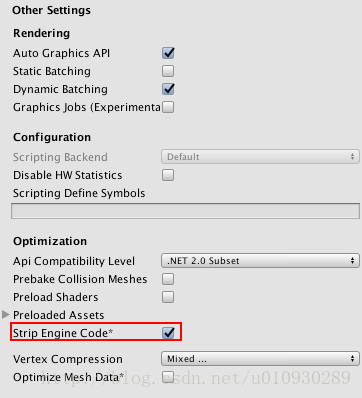 Other Settings
Rendering
Auto Graphics API
Static Batching
Dynamic Batching
Graphics Jobs (Experimenta
Configuration
Scripting Backend Default
Disable HW Statistics
Scripting Define Symbols
Optimization
Api Compatibility Level .NET 2.0 Subset
Prebake Collision Meshes
Preload Shaders
Preloaded Assets
Strip Engine Code*
Vertex Compression Mixed ...
Optimize Mesh Data*
http://blog.csdn.net/u010930289